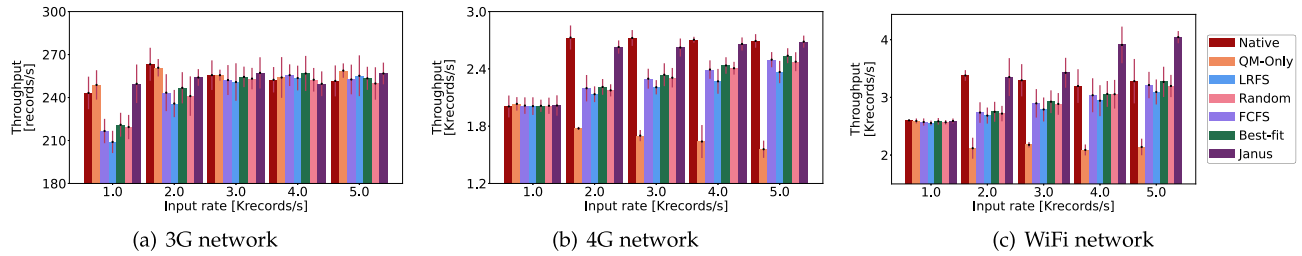 Throughput
[records/s]
300
270
240
210
180
1.0 2.0 3.0 4.0 5.0
Input rate [Krecords/s]
(a) 3G network
Throughput
[Krecords/s]
3.0
2.4
1.8
1.2
1.0 2.0 3.0 4.0 5.0
Input rate [Krecords/s]
(b) 4G network
Throughput
[Krecords/s]
4
3
2
1.0 2.0 3.0 4.0 5.0
Input rate [Krecords/s]
(c) WiFi network
Native
QM-Only
LRFS
Random
FCFS
Best-fit
Janus